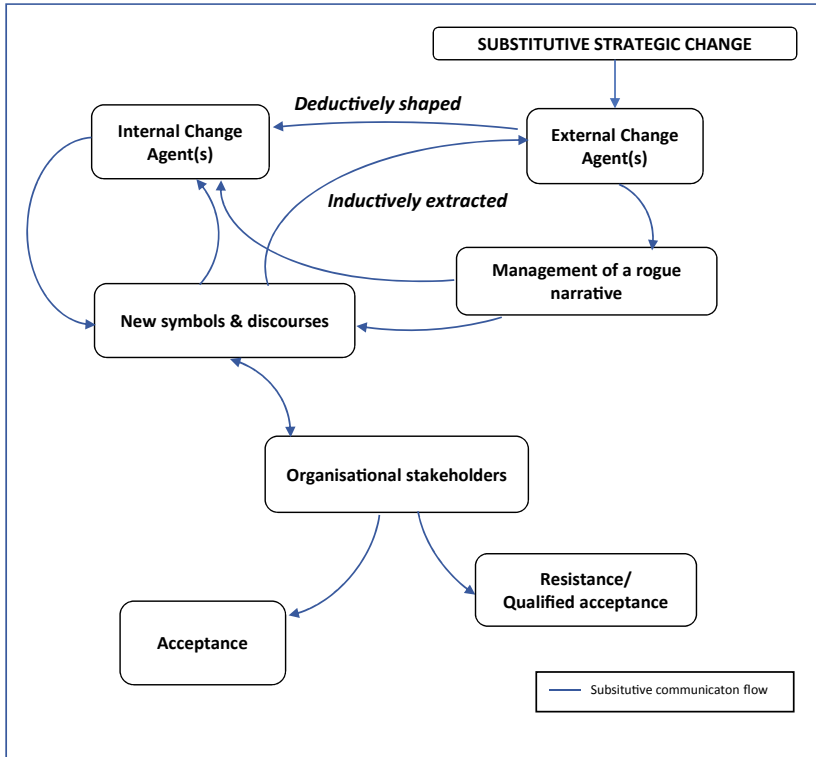 SUBSTITUTIVE STRATEGIC CHANGE
Deductively shaped
Internal Change
Agent(s)
External Change
Agent(s)
Inductively extracted
Management of a rogue
narrative
New symbols & discourses
Organisational stakeholders
Resistance/
Qualified acceptance
Acceptance
Subsitutive communicaton flow